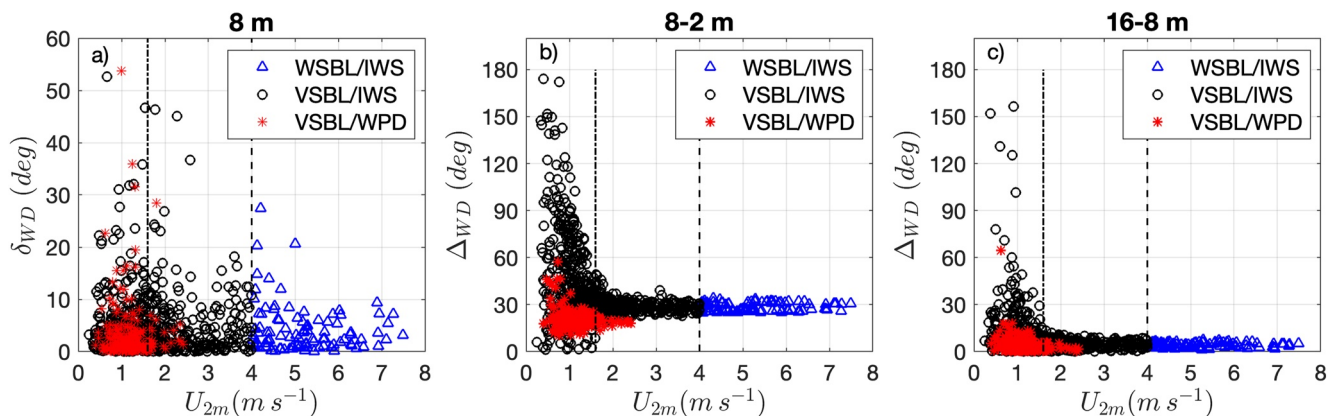 8 m
a)
WSBL/IWS
VSBL/IWS
VSBL/WPD
60
50
40
30
20
10
0
δWD (deg)
0 1 2 3 4 5 6 7 8
U2m(m s−1)
8-2 m
b)
WSBL/IWS
VSBL/IWS
VSBL/WPD
180
150
120
90
60
30
0
ΔWD (deg)
0 1 2 3 4 5 6 7 8
U2m(m s−1)
16-8 m
c)
WSBL/IWS
VSBL/IWS
VSBL/WPD
180
150
120
90
60
30
0
ΔWD (deg)
0 1 2 3 4 5 6 7 8
U2m(m s−1)